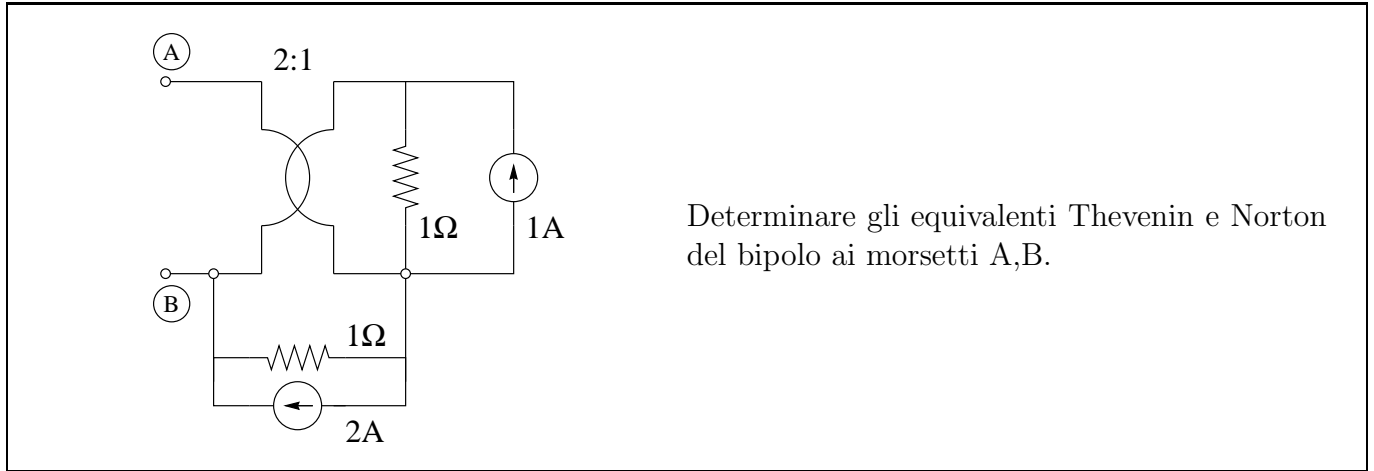 A
2:1
1Ω
1A
Determinare gli equivalenti Thevenin e Norton
del bipolo ai morsetti A,B.
B
1Ω
2A